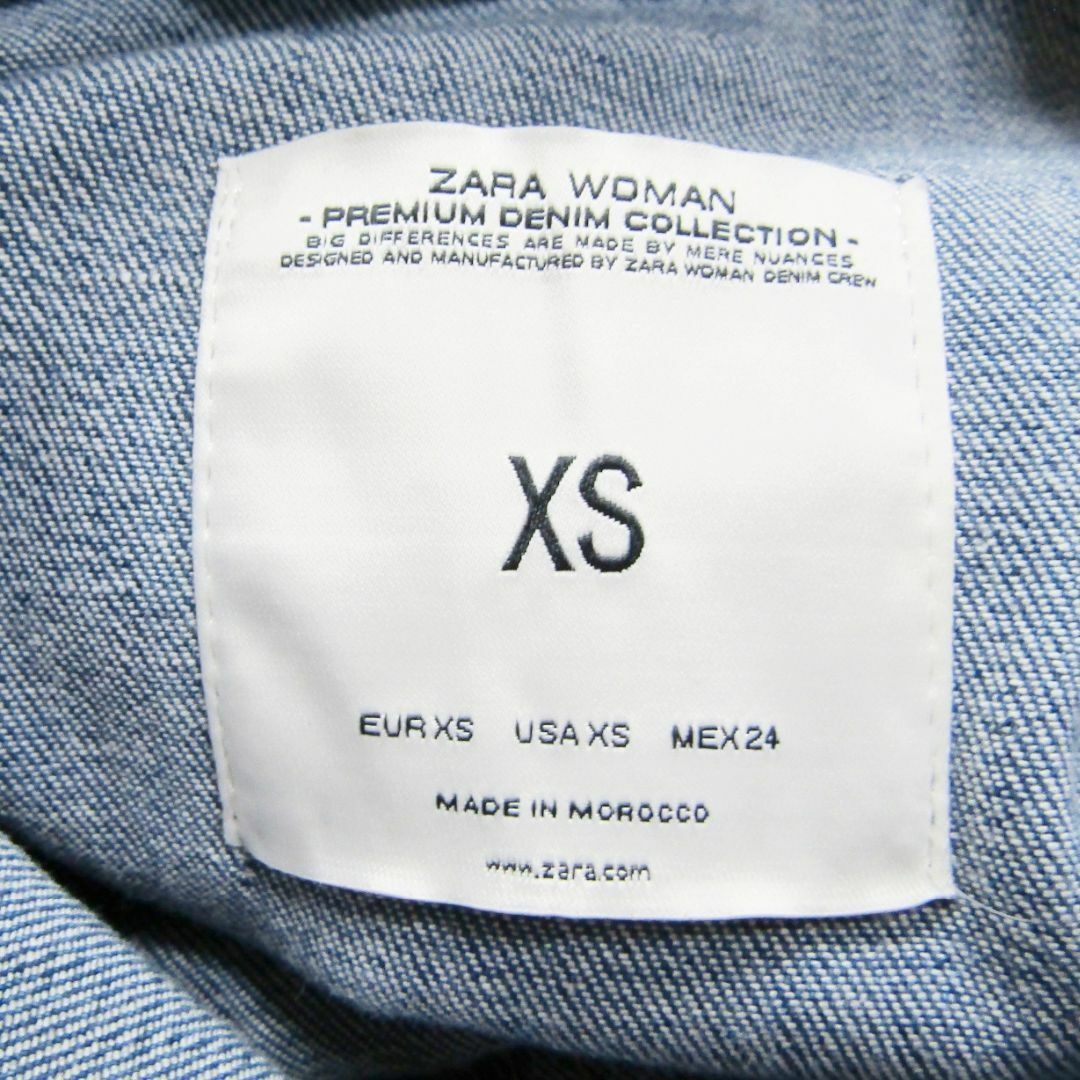 ZARA WOMAN
- PREMIUM DENIM COLLECTION -
BIG DIFFERENCES ARE MADE BY MERE NUANCES
DESIGNED AND MANUFACTURED BY ZARA WOMAN DENIM CREW
XS
EUR XS USA XS MEX 24
MADE IN MOROCCO
www.zara.com